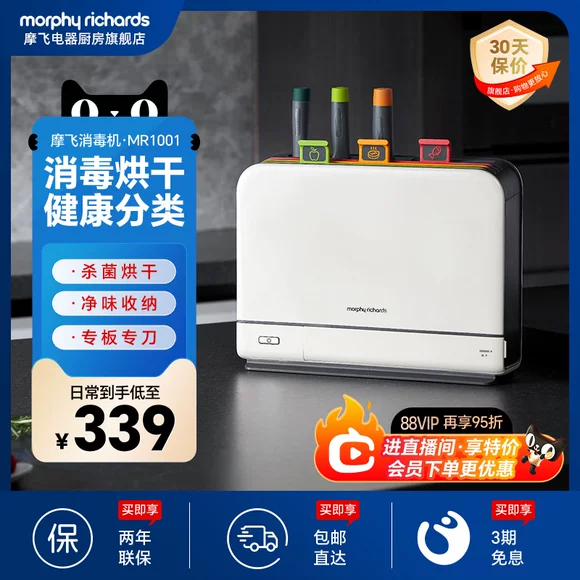 morphy richards
摩飞电器厨房旗舰店
30天
保价
旗舰店·购物更放心
摩飞消毒机·MR1001
消毒烘干
健康分类
杀菌烘干
净味收纳
专板专刀
日常到手低至
¥339
morphy richards
88VIP 再享95折
进直播间·享特价
会员下单更优惠
保
买即享
两年
联保
买即享
包邮
直达
买即享
3期
免息